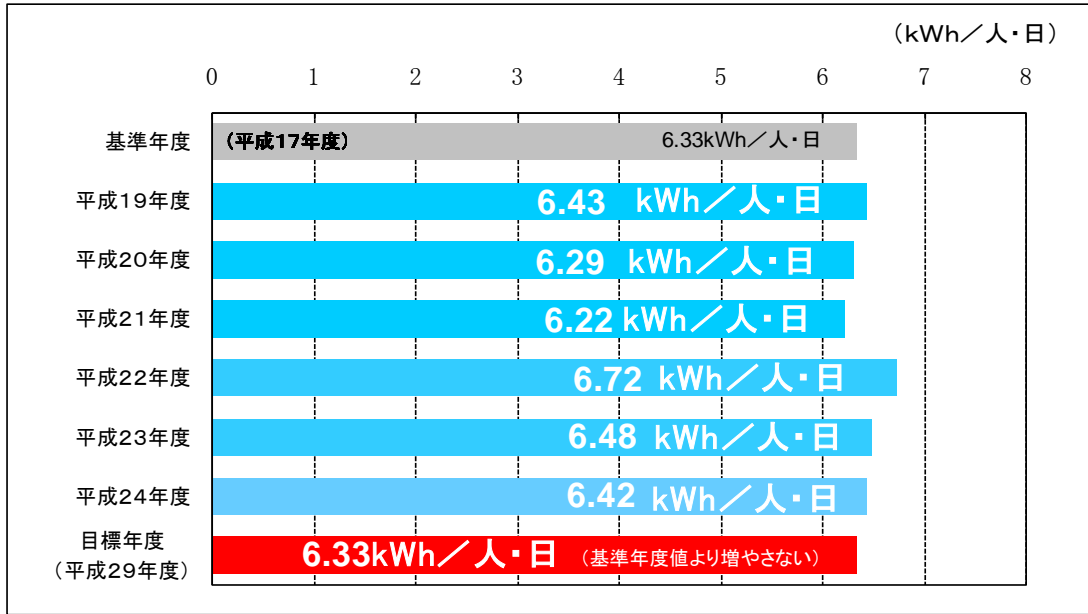 (kWh／人・日)
0 1 2 3 4 5 6 7 8
基準年度 (平成17年度) 6.33kWh／人・日
平成19年度 6.43 kWh／人・日
平成20年度 6.29 kWh／人・日
平成21年度 6.22 kWh／人・日
平成22年度 6.72 kWh／人・日
平成23年度 6.48 kWh／人・日
平成24年度 6.42 kWh／人・日
目標年度
(平成29年度)
6.33kWh／人・日 (基準年度値より増やさない)